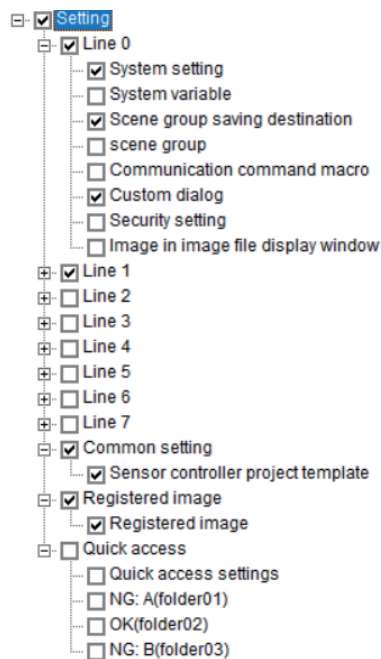 Setting
Line 0
System setting
System variable
Scene group saving destination
scene group
Communication command macro
Custom dialog
Security setting
Image in image file display window
Line 1
Line 2
Line 3
Line 4
Line 5
Line 6
Line 7
Common setting
Sensor controller project template
Registered image
Registered image
Quick access
Quick access settings
NG: A(folder01)
OK(folder02)
NG: B(folder03)